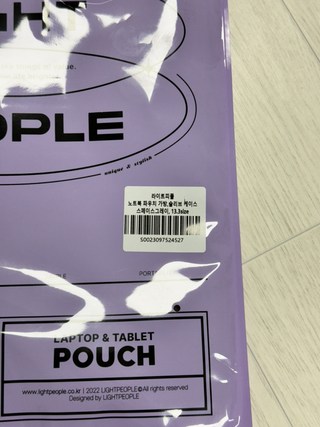 GHT
OPLE
unique & stylish
라이트피플
노트북 파우치 가방,슬리브 케이스
스페이스그레이, 13.3size
S0023097524527
LAPTOP & TABLET
POUCH
www.lightpeople.co.kr | 2022 LIGHTPEOPLE©All rights reserved
Designed by LIGHTPEOPLE